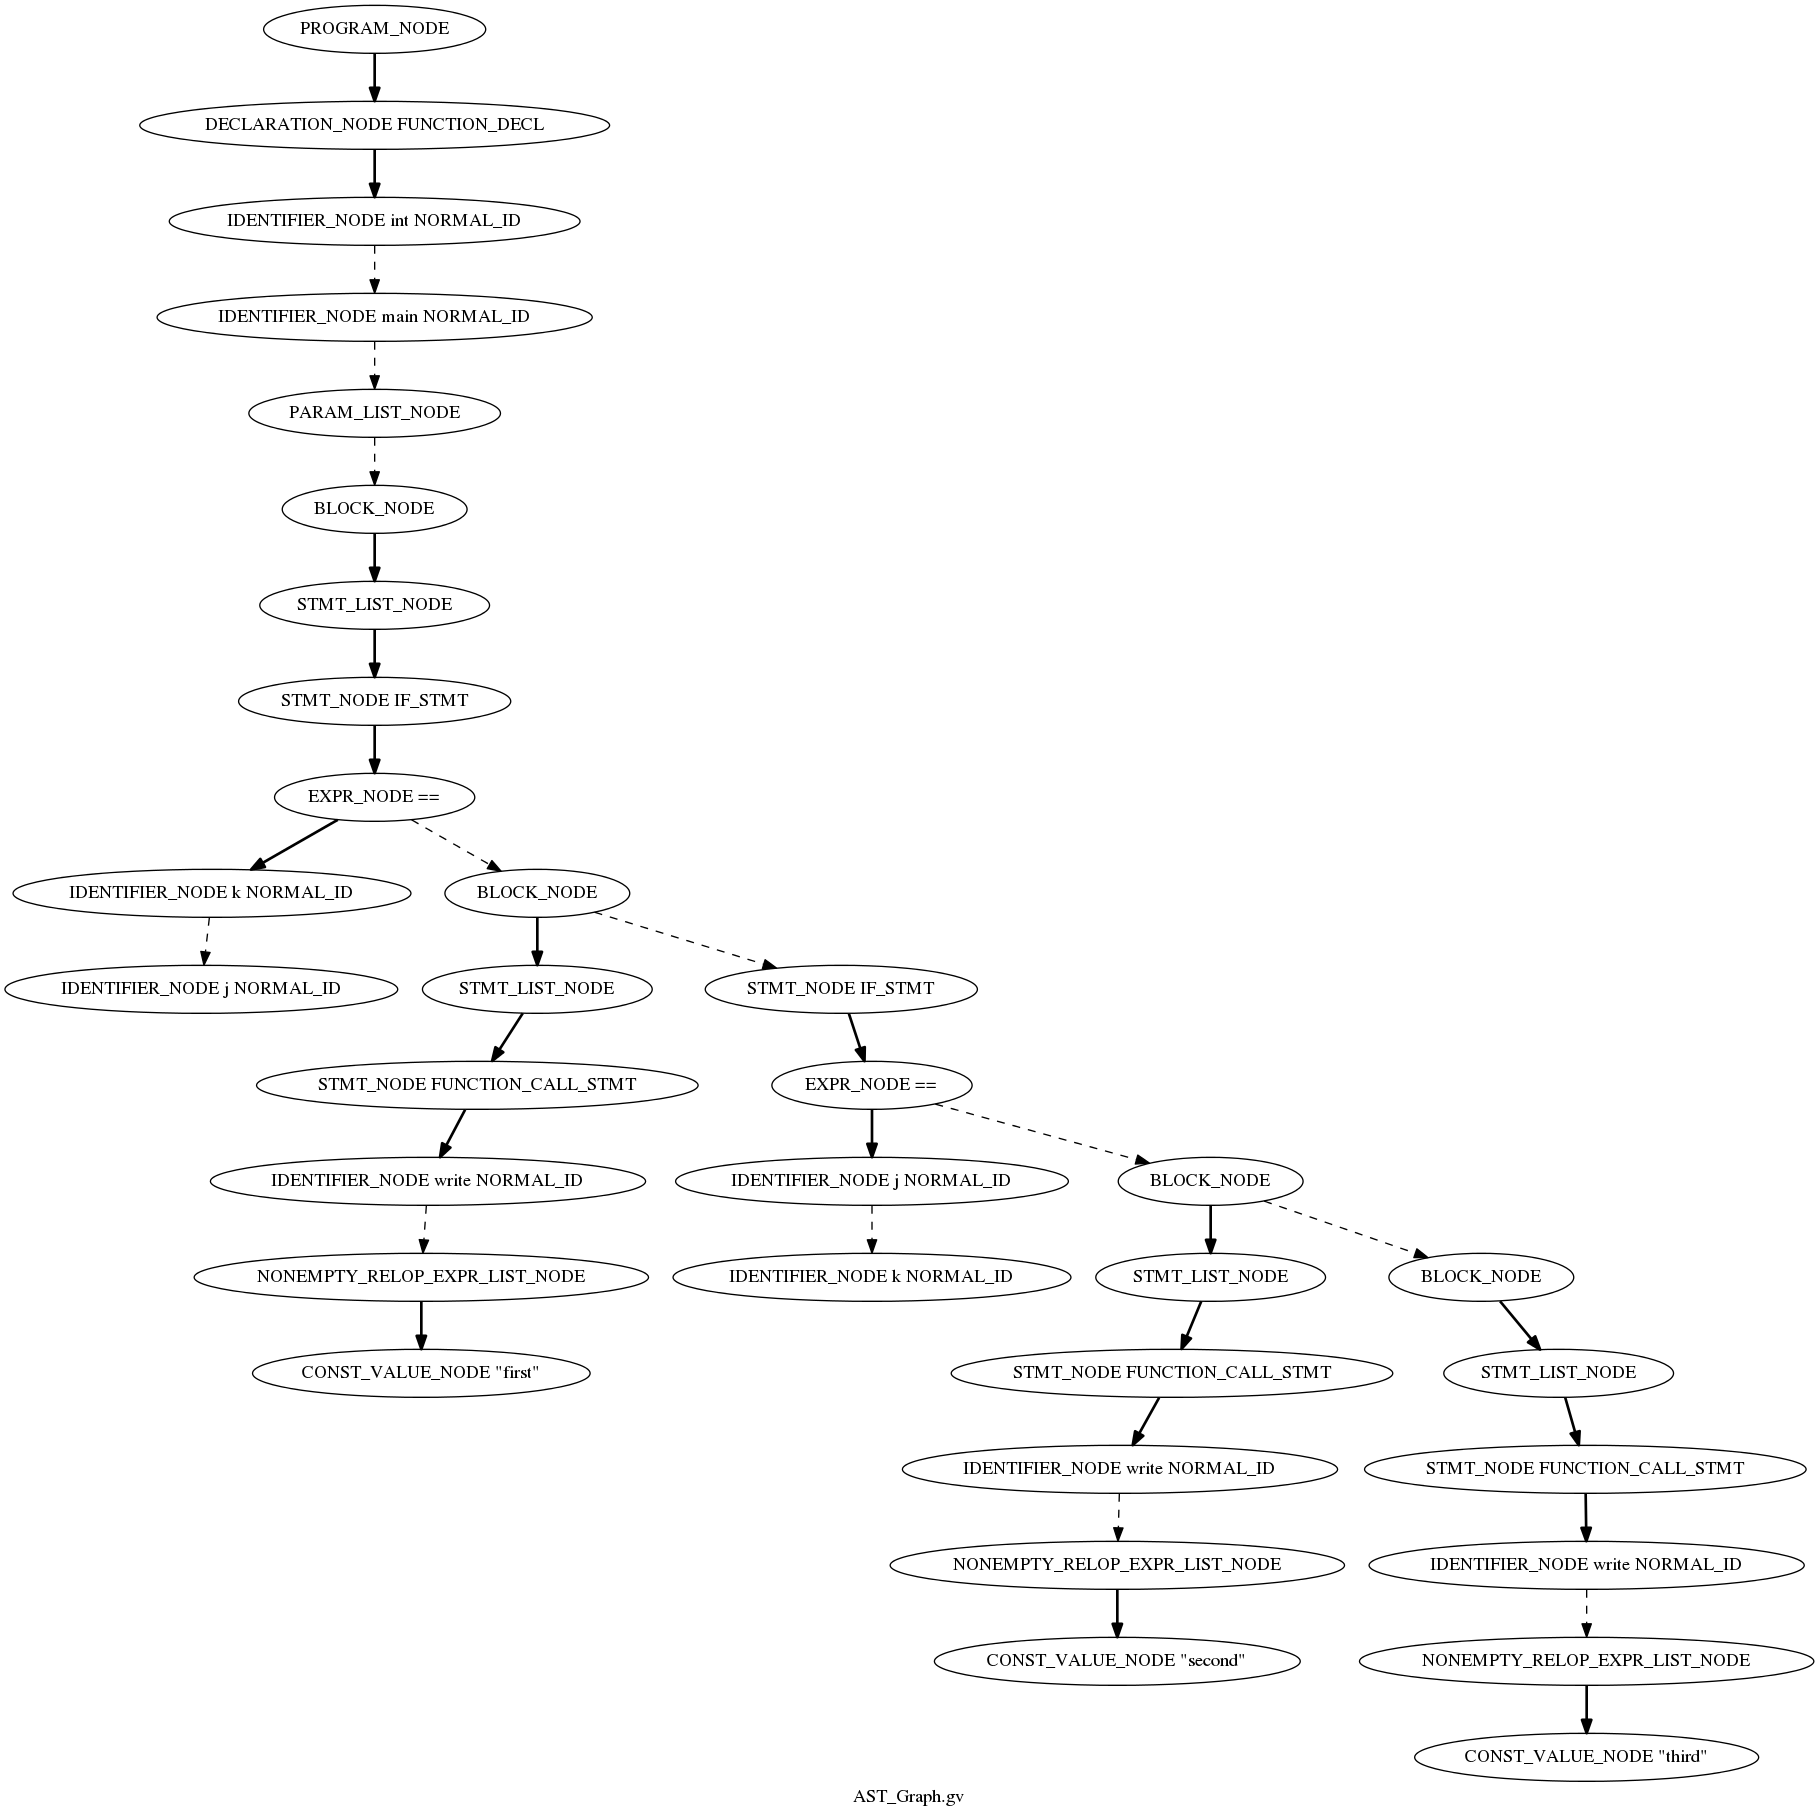 PROGRAM_NODE
DECLARATION_NODE FUNCTION_DECL
IDENTIFIER_NODE int NORMAL_ID
IDENTIFIER_NODE main NORMAL_ID
PARAM_LIST_NODE
BLOCK_NODE
STMT_LIST_NODE
STMT_NODE IF_STMT
EXPR_NODE ==
IDENTIFIER_NODE k NORMAL_ID
BLOCK_NODE
IDENTIFIER_NODE j NORMAL_ID
STMT_LIST_NODE
STMT_NODE IF_STMT
STMT_NODE FUNCTION_CALL_STMT
EXPR_NODE ==
IDENTIFIER_NODE write NORMAL_ID
IDENTIFIER_NODE j NORMAL_ID
BLOCK_NODE
NONEMPTY_RELOP_EXPR_LIST_NODE
IDENTIFIER_NODE k NORMAL_ID
STMT_LIST_NODE
BLOCK_NODE
CONST_VALUE_NODE "first"
STMT_NODE FUNCTION_CALL_STMT
STMT_LIST_NODE
IDENTIFIER_NODE write NORMAL_ID
STMT_NODE FUNCTION_CALL_STMT
NONEMPTY_RELOP_EXPR_LIST_NODE
IDENTIFIER_NODE write NORMAL_ID
CONST_VALUE_NODE "second"
NONEMPTY_RELOP_EXPR_LIST_NODE
CONST_VALUE_NODE "third"
AST_Graph.gv